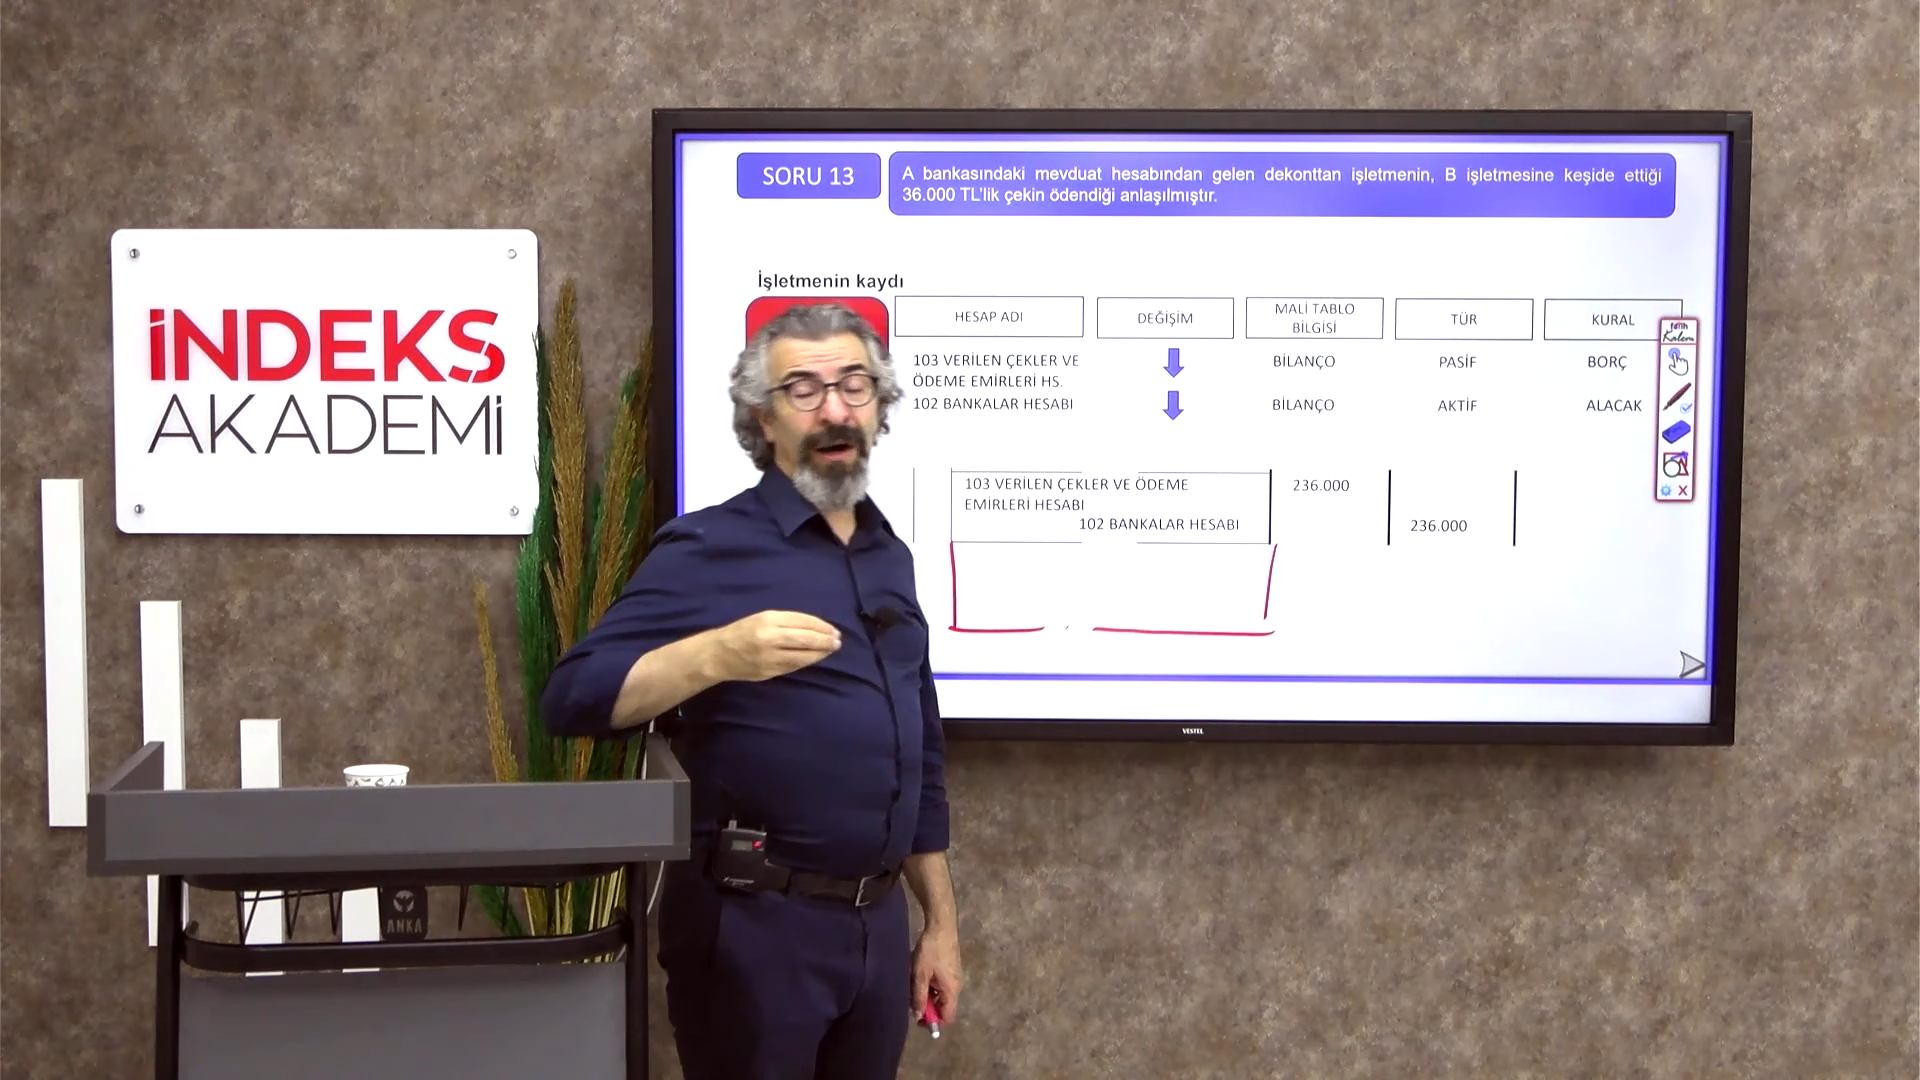 İNDEKS
AKADEMİ
SORU 13
A bankasındaki mevduat hesabından gelen dekonttan işletmenin, B işletmesine keşide ettiği
36.000 TL'lik çekin ödendiği anlaşılmıştır.
İşletmenin kaydı
HESAP ADI
DEĞİŞİM
MALİ TABLO
BİLGİSİ
TÜR
KURAL
103 VERİLEN ÇEKLER VE
ÖDEME EMİRLERİ HS.
BİLANÇO
PASİF
BORÇ
102 BANKALAR HESABI
BİLANÇO
AKTİF
ALACAK
103 VERİLEN ÇEKLER VE ÖDEME
EMİRLERİ HESABI
236.000
102 BANKALAR HESABI
236.000
fatih
Kalem
X
VESTEL
ANKA